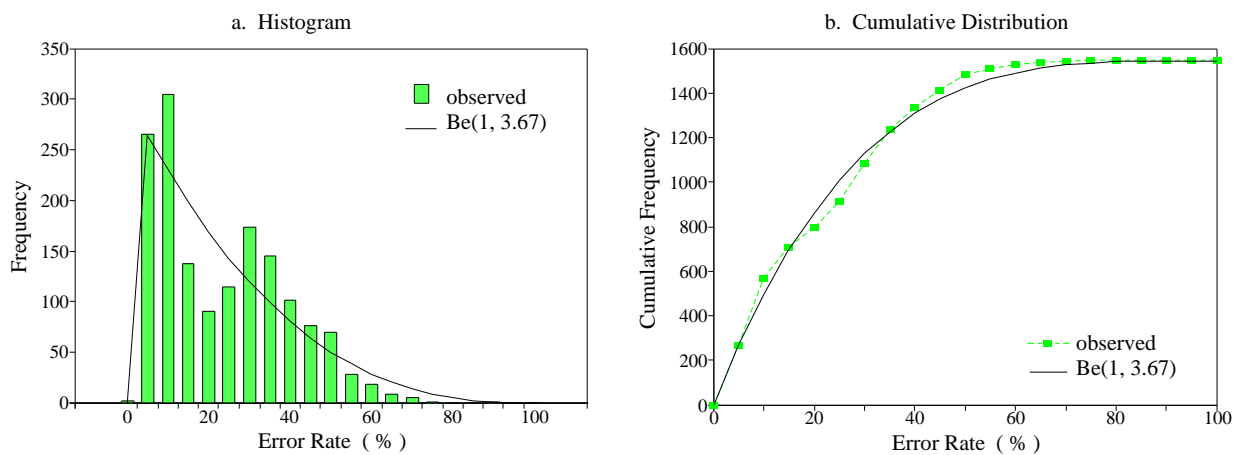 a. Histogram
350
300
250
200
150
100
50
0
Frequency
0 20 40 60 80 100
Error Rate ( % )
observed
Be(1, 3.67)
b. Cumulative Distribution
1600
1400
1200
1000
800
600
400
200
0
Cumulative Frequency
0 20 40 60 80 100
Error Rate ( % )
observed
Be(1, 3.67)